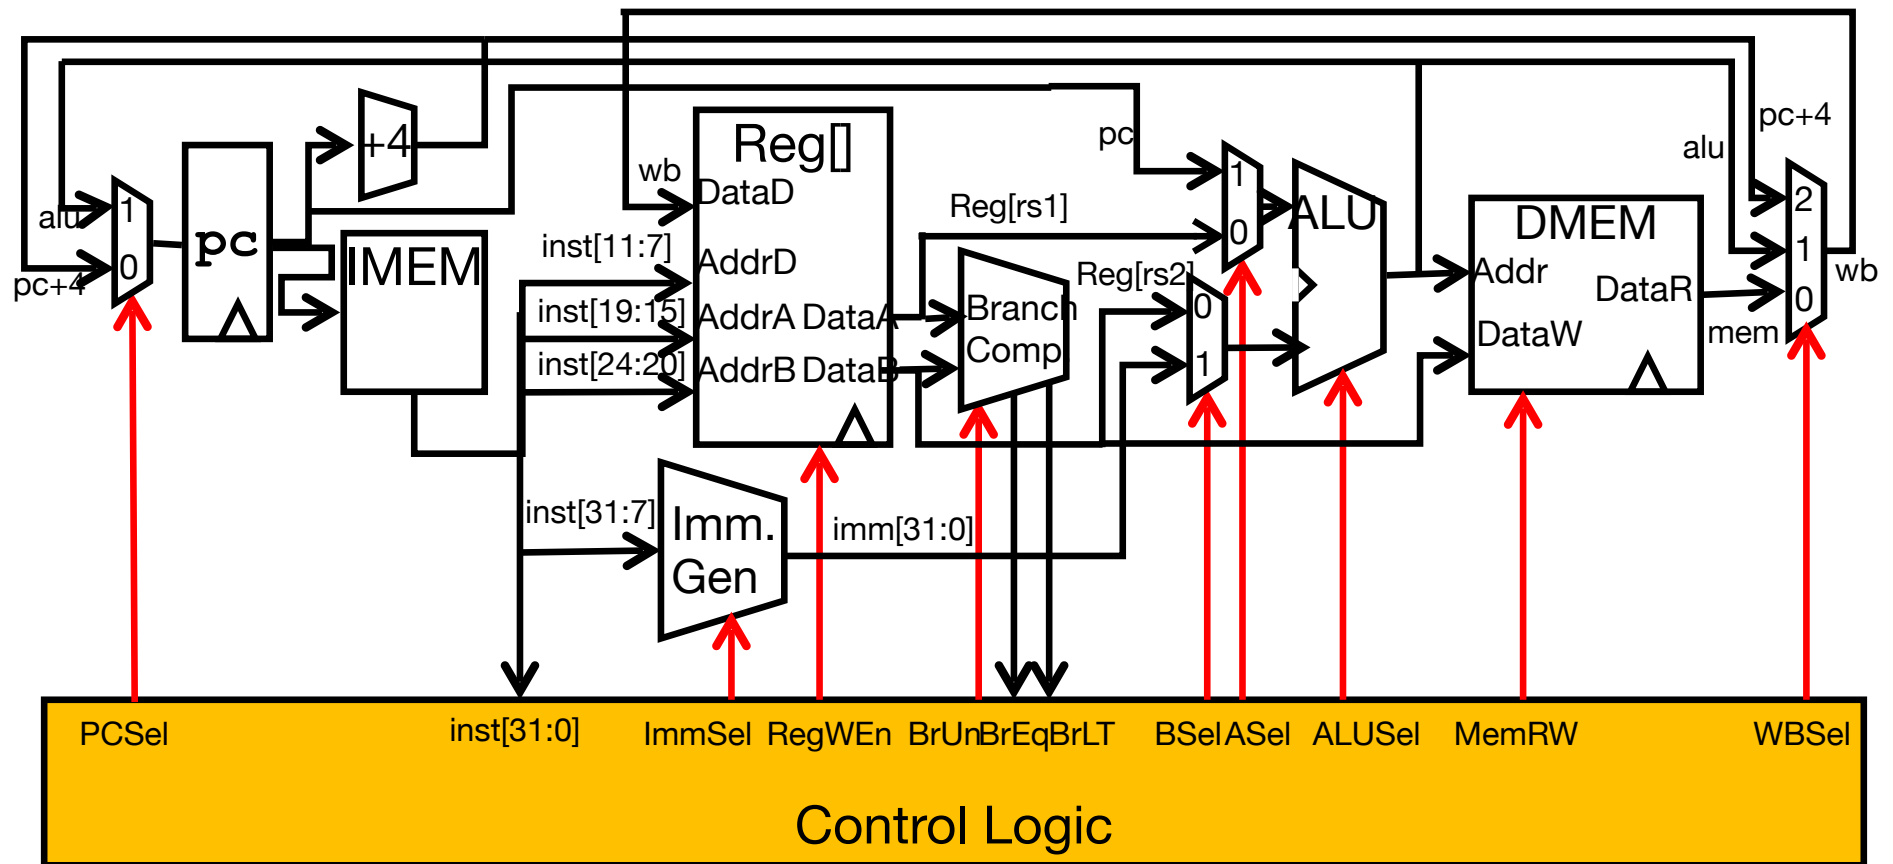 pc+4
alu
pc
+4
Reg[]
wb
DataD
alu
1
pc
IMEM
inst[11:7]
AddrD
Reg[rs1]
1
ALU
DMEM
2
pc+4
0
inst[19:15]
AddrA DataA
Branch
Comp.
Reg[rs2]
0
0
Addr
DataR
1
wb
inst[24:20]
AddrB DataB
1
DataW
mem
0
inst[31:7]
Imm.
Gen
imm[31:0]
PCSel
inst[31:0]
ImmSel
RegWEn
BrUn
BrEq
BrLT
BSel
ASel
ALUSel
MemRW
WBSel
Control Logic